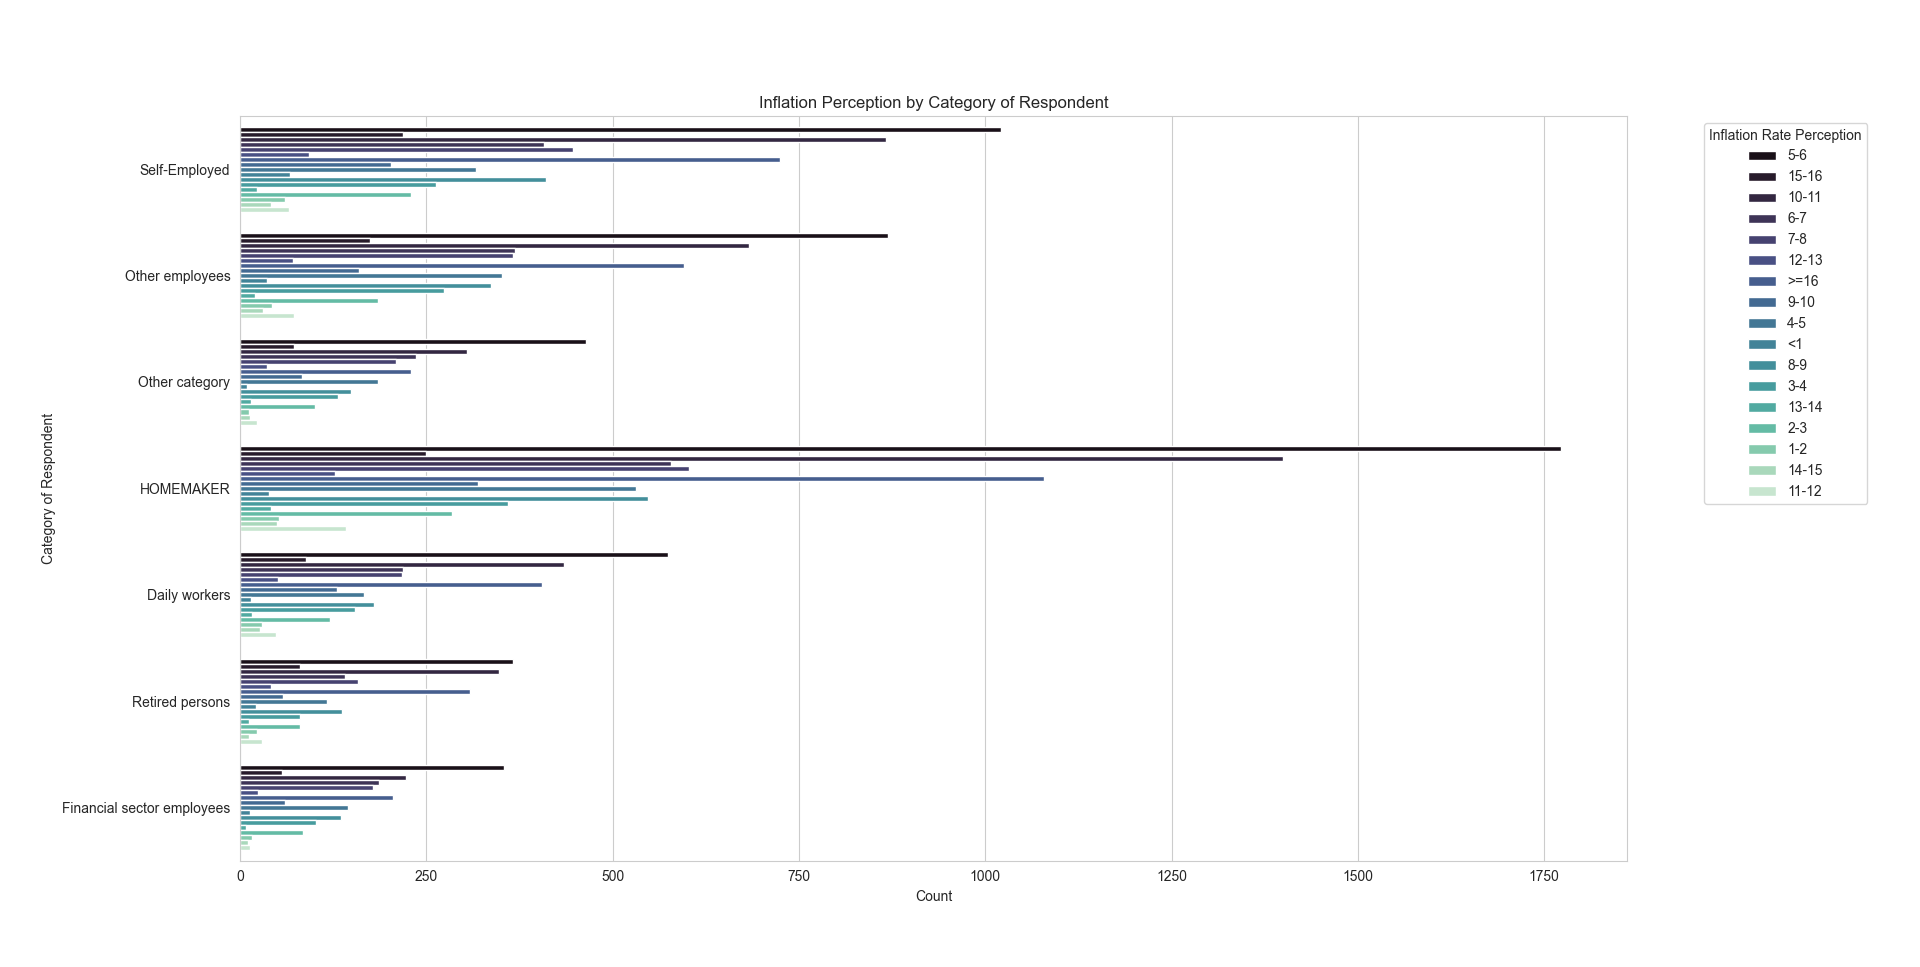 Inflation Perception by Category of Respondent
Category of Respondent
Self-Employed
Other employees
Other category
HOMEMAKER
Daily workers
Retired persons
Financial sector employees
0 250 500 750 1000 1250 1500 1750
Count
Inflation Rate Perception
5-6
15-16
10-11
6-7
7-8
12-13
>=16
9-10
4-5
<1
8-9
3-4
13-14
2-3
1-2
14-15
11-12